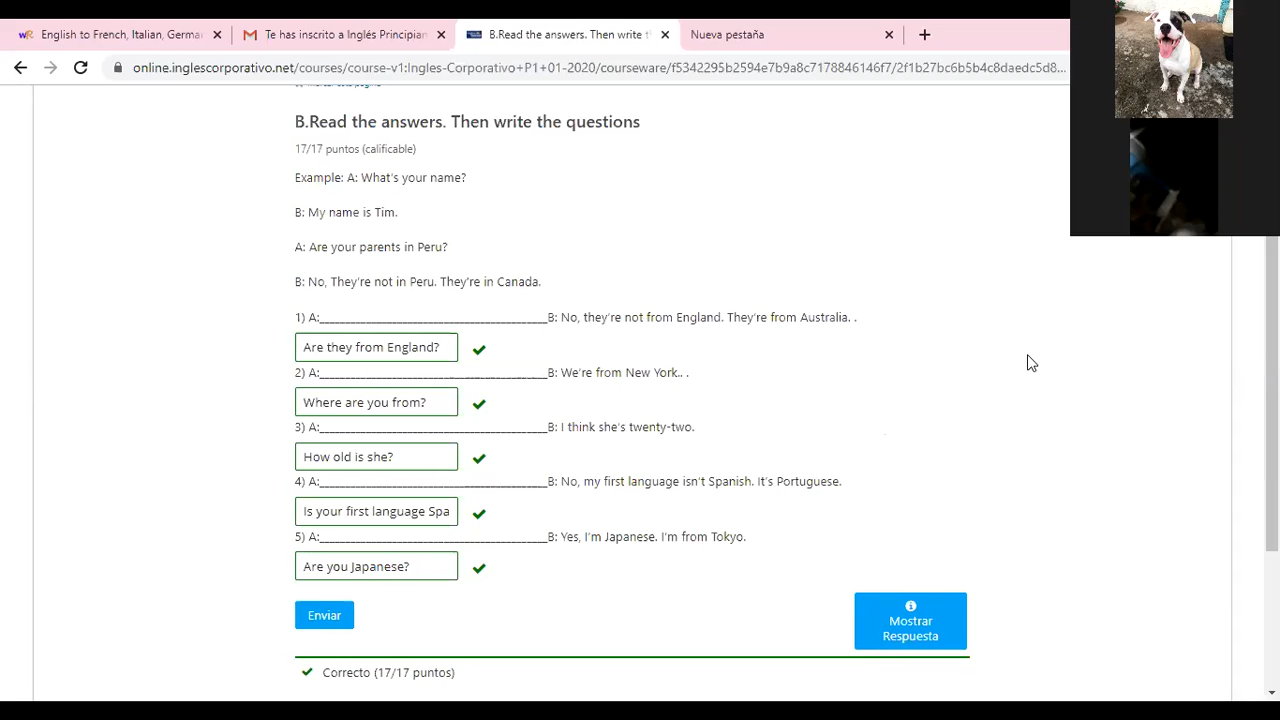 English to French, Italian, Germa
Te has inscrito a Inglés Principian
B.Read the answers. Then write t
Nueva pestaña
online.inglescorporativo.net/courses/course-v1:Ingles-Corporativo+P1+01-2020/courseware/f5342295b2594e7b9a8c7178846146f7/2f1b27bc6b5b4c8daedc5d8...
B.Read the answers. Then write the questions
17/17 puntos (calificable)
Example: A: What's your name?
B: My name is Tim.
A: Are your parents in Peru?
B: No, They're not in Peru. They're in Canada.
1) A:________________________________________B: No, they're not from England. They're from Australia. .
Are they from England?
2) A:________________________________________B: We're from New York.. .
Where are you from?
3) A:________________________________________B: I think she's twenty-two.
How old is she?
4) A:________________________________________B: No, my first language isn't Spanish. It's Portuguese.
Is your first language Spa
5) A:________________________________________B: Yes, I'm Japanese. I'm from Tokyo.
Are you Japanese?
Enviar
Mostrar
Respuesta
Correcto (17/17 puntos)